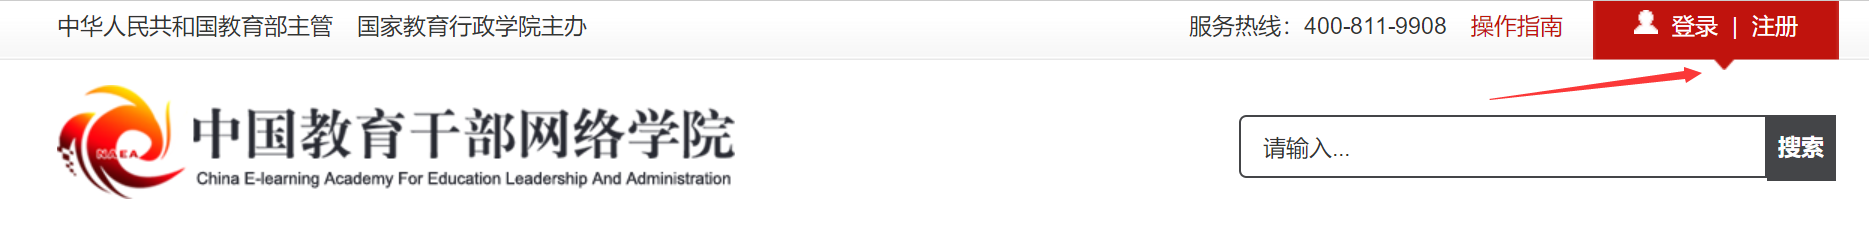 中华人民共和国教育部主管 国家教育行政学院主办
服务热线：400-811-9908 操作指南 登录 | 注册
NAEA
中国教育干部网络学院
China E-learning Academy For Education Leadership And Administration
请输入... 搜索